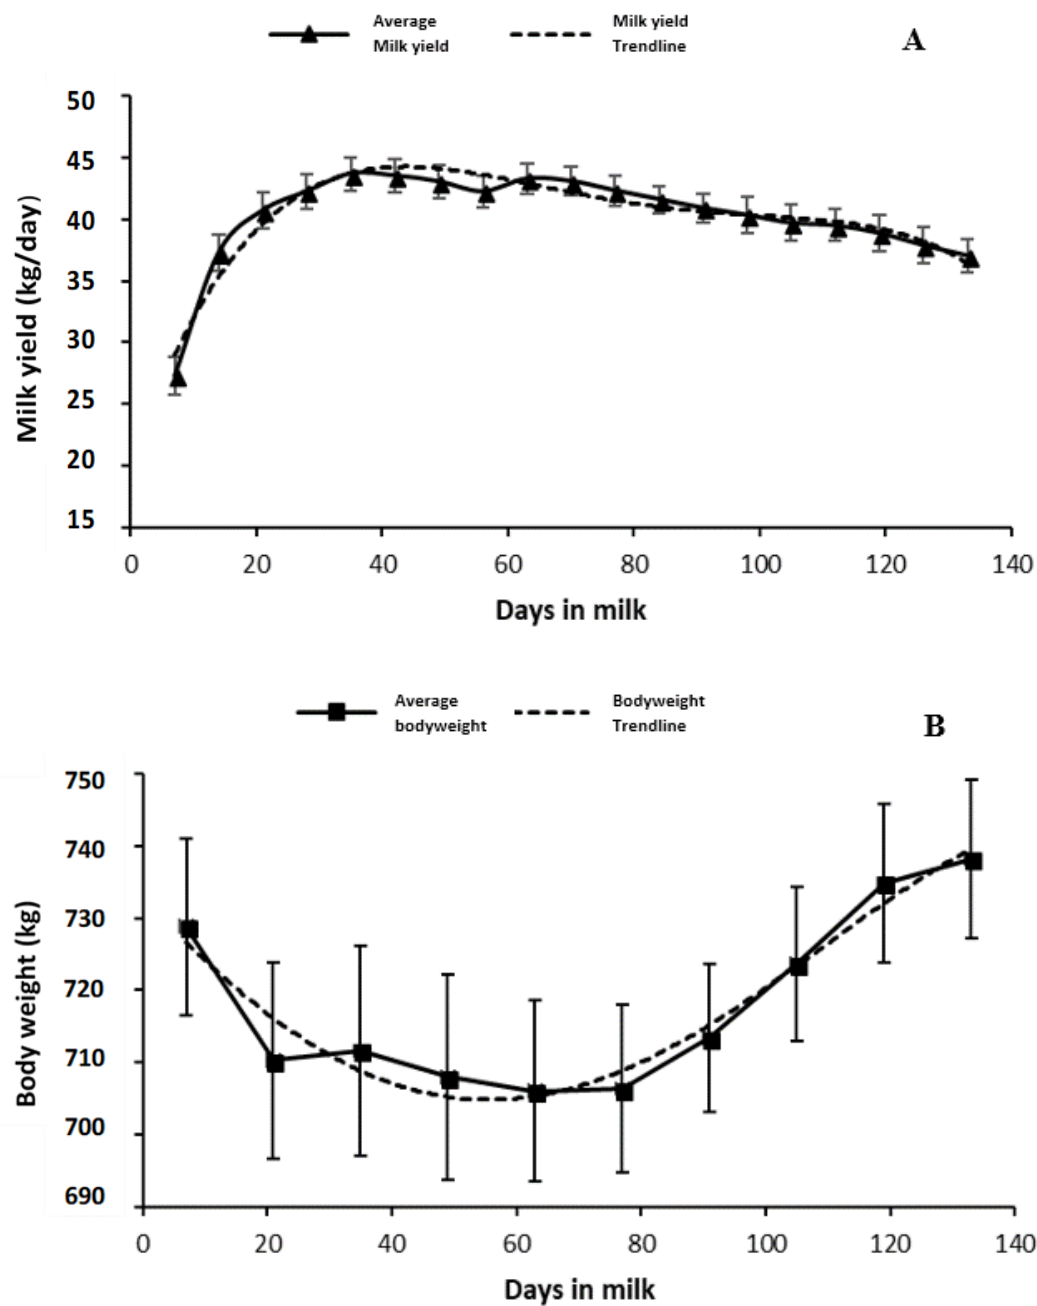 Average
Milk yield
Milk yield
Trendline
A
50
45
40
35
30
25
20
15
Milk yield (kg/day)
0 20 40 60 80 100 120 140
Days in milk
Average
bodyweight
Bodyweight
Trendline
B
750
740
730
720
710
700
690
Body weight (kg)
0 20 40 60 80 100 120 140
Days in milk